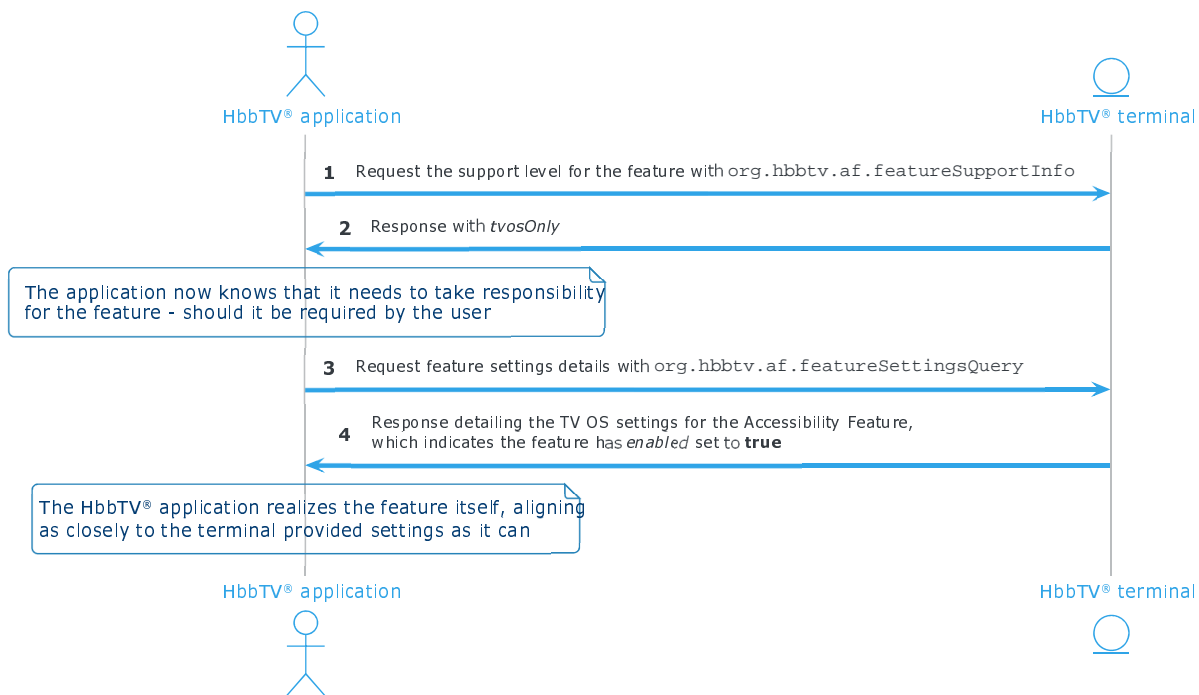 HbbTV® application
HbbTV® terminal
1 Request the support level for the feature with org.hbbtv.af.featureSupportInfo
2 Response with tvosOnly
The application now knows that it needs to take responsibility
for the feature - should it be required by the user
3 Request feature settings details with org.hbbtv.af.featureSettingsQuery
4 Response detailing the TV OS settings for the Accessibility Feature,
which indicates the feature has enabled set to true
The HbbTV® application realizes the feature itself, aligning
as closely to the terminal provided settings as it can
HbbTV® application
HbbTV® terminal